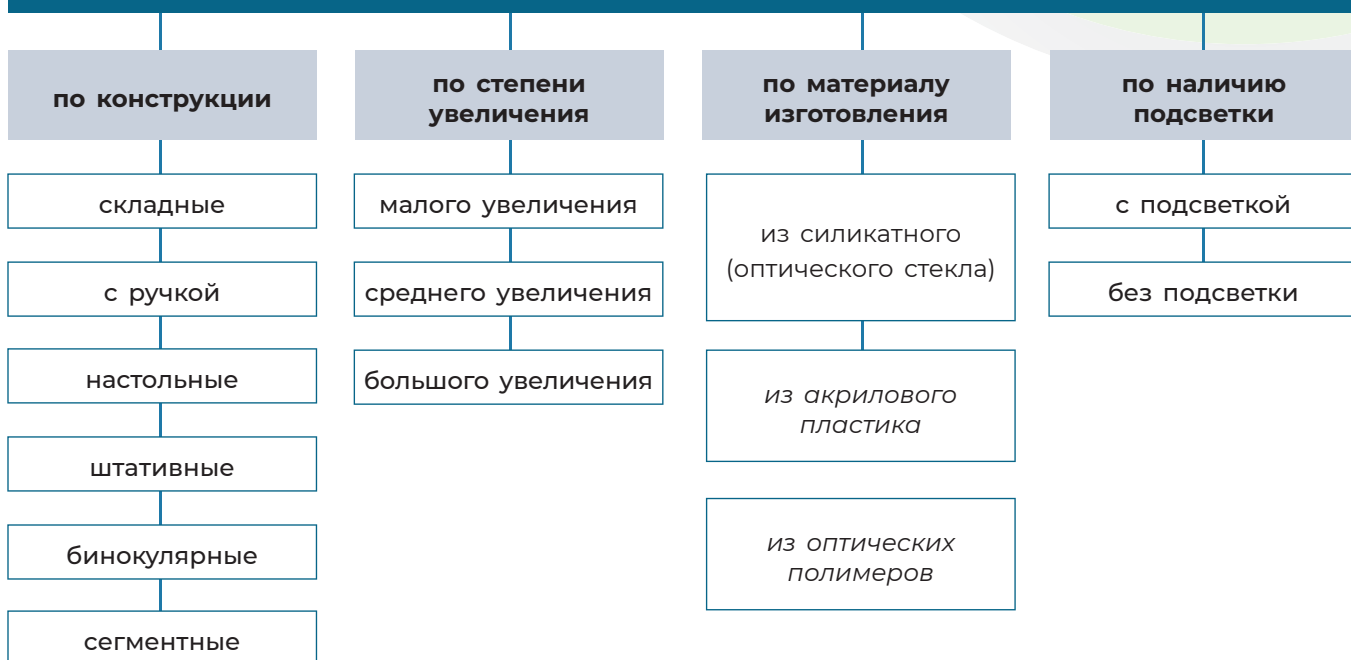 по конструкции
складные
с ручкой
настольные
штативные
бинокулярные
сегментные
по степени
увеличения
малого увеличения
среднего увеличения
большого увеличения
по материалу
изготовления
из силикатного
(оптического стекла)
из акрилового
пластика
из оптических
полимеров
по наличию
подсветки
с подсветкой
без подсветки